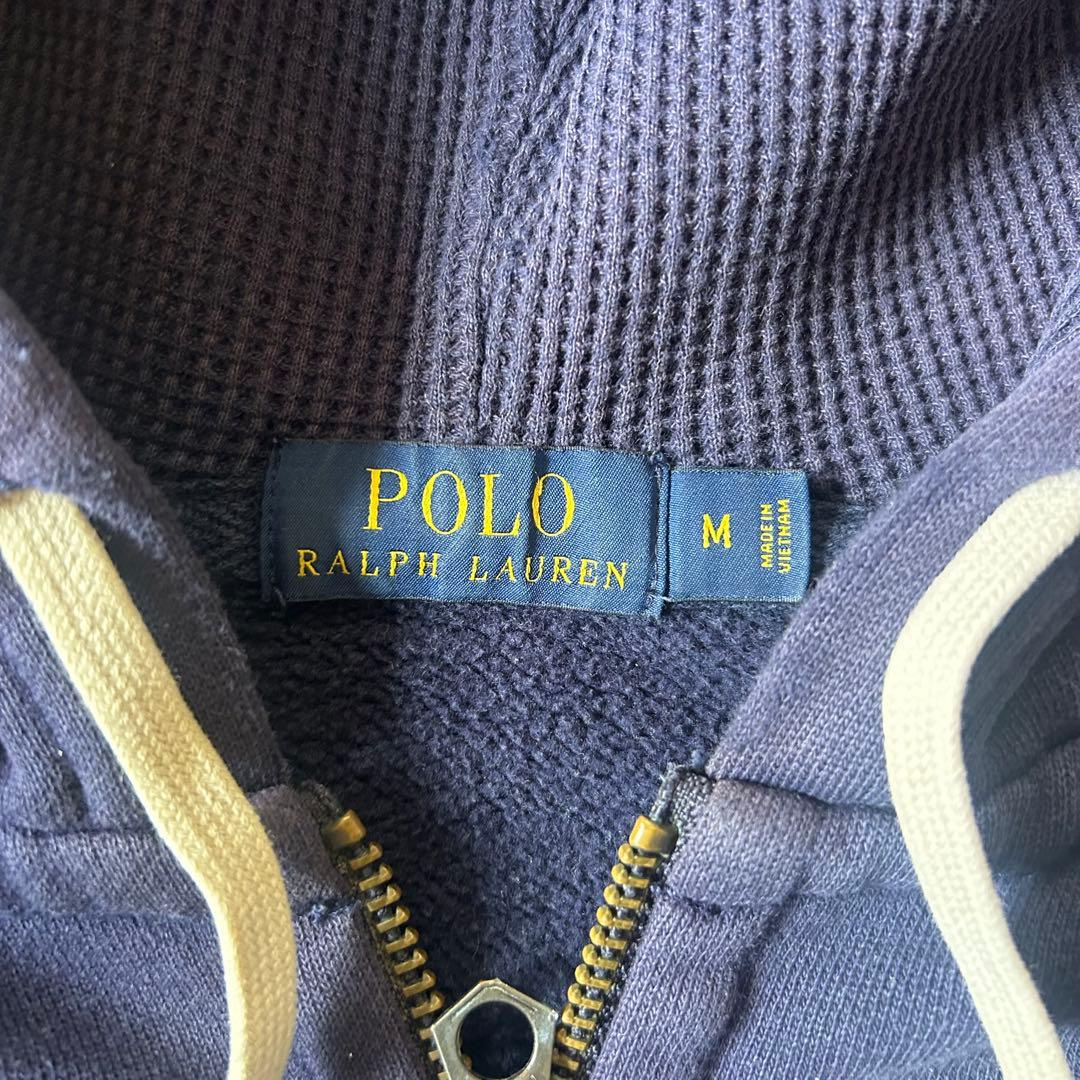 POLO
RALPH LAUREN
M
MADE IN
VIETNAM